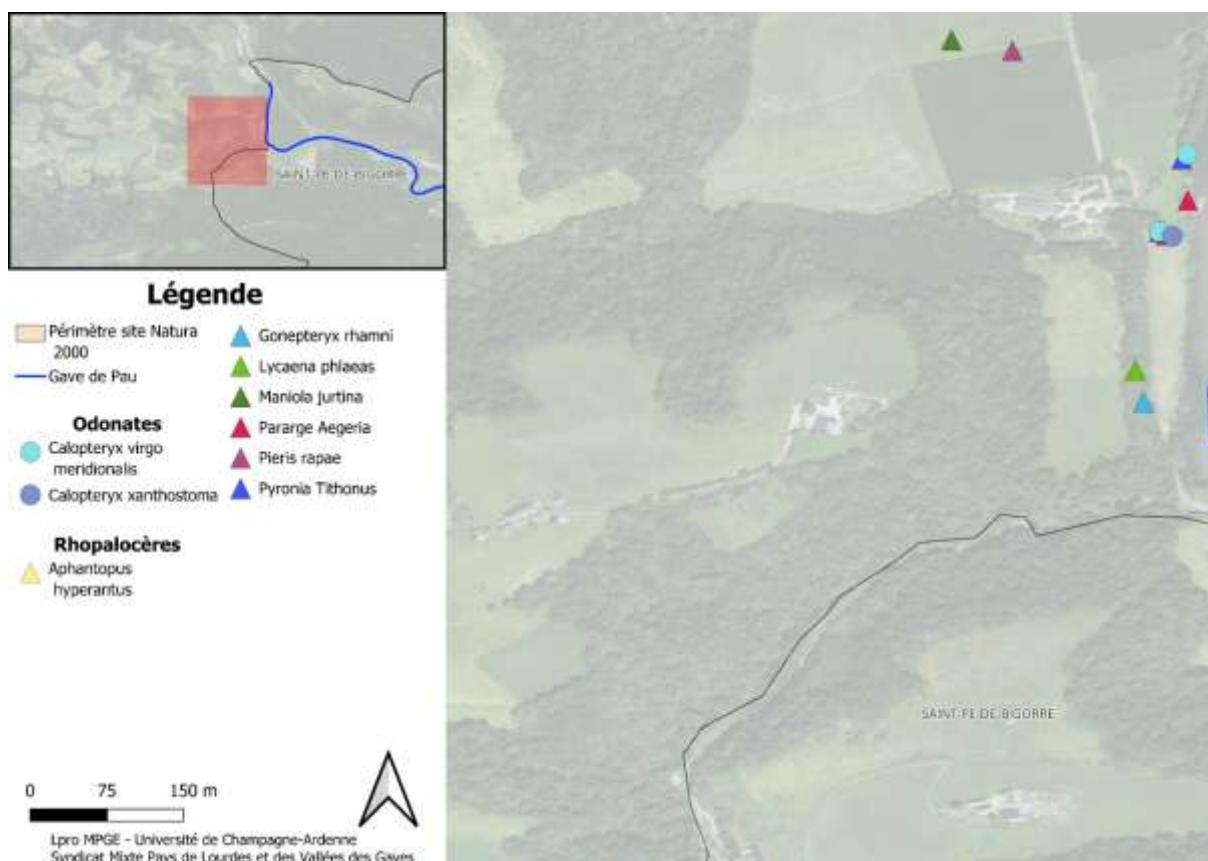 SAINT-PE-DE-BIGORRE
Légende
Périmètre site Natura
2000
Gave de Pau
Odonates
Calopteryx virgo
meridionalis
Calopteryx xanthostoma
Rhopalocères
Aphantopus
hyperantus
Gonepteryx rhamni
Lycaena phlaeas
Maniola jurtina
Pararge Aegeria
Pieris rapae
Pyronia Tithonus
0 75 150 m
Lpro MPGE - Université de Champagne-Ardenne
Syndicat Mixte Pays de Lourdes et des Vallées des Gaves
SAINT-PE-DE-BIGORRE